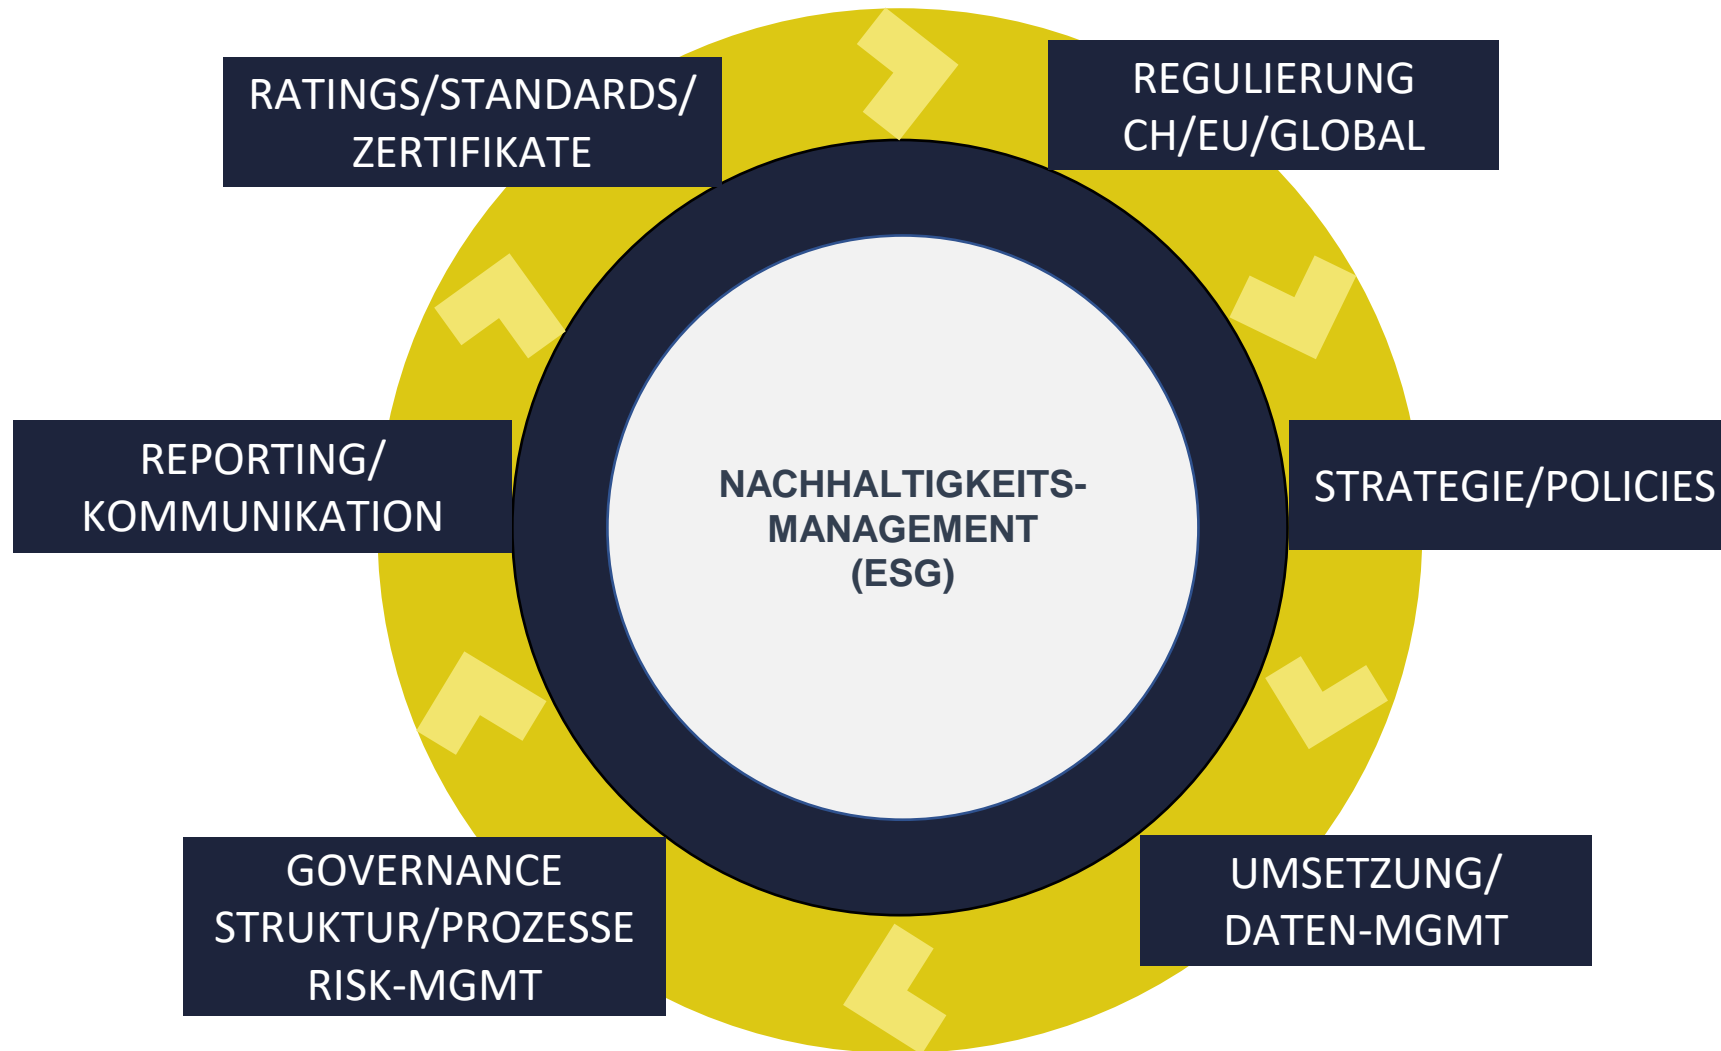 RATINGS/STANDARDS/
ZERTIFIKATE
REGULIERUNG
CH/EU/GLOBAL
REPORTING/
KOMMUNIKATION
NACHHALTIGKEITS-
MANAGEMENT
(ESG)
STRATEGIE/POLICIES
GOVERNANCE
STRUKTUR/PROZESSE
RISK-MGMT
UMSETZUNG/
DATEN-MGMT